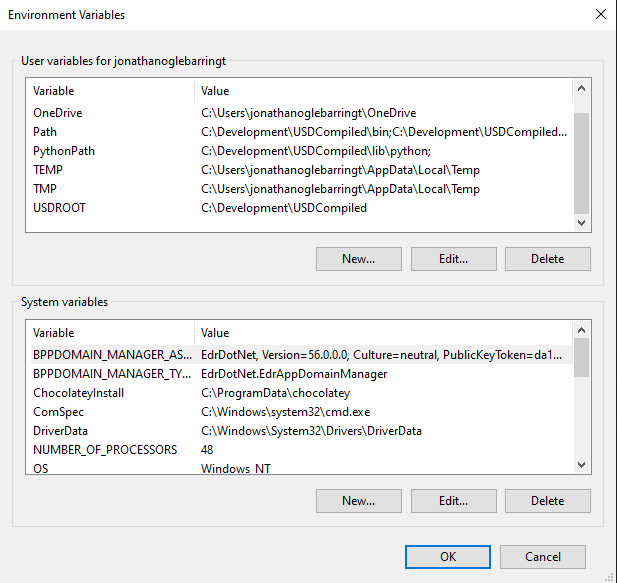 Environment Variables
User variables for jonathanoglebarringt
Variable Value
OneDrive C:\Users\jonathanoglebarringt\OneDrive
Path C:\Development\USDCompiled\bin;C:\Development\USDCompiled...
PythonPath C:\Development\USDCompiled\lib\python;
TEMP C:\Users\jonathanoglebarringt\AppData\Local\Temp
TMP C:\Users\jonathanoglebarringt\AppData\Local\Temp
USDROOT C:\Development\USDCompiled
New... Edit... Delete
System variables
Variable Value
BPPDOMAIN_MANAGER_AS... EdrDotNet, Version=56.0.0.0, Culture=neutral, PublicKeyToken=da1...
BPPDOMAIN_MANAGER_TY... EdrDotNet.EdrAppDomainManager
ChocolateyInstall C:\ProgramData\chocolatey
ComSpec C:\Windows\system32\cmd.exe
DriverData C:\Windows\System32\Drivers\DriverData
NUMBER_OF_PROCESSORS 48
OS Windows_NT
New... Edit... Delete
OK Cancel